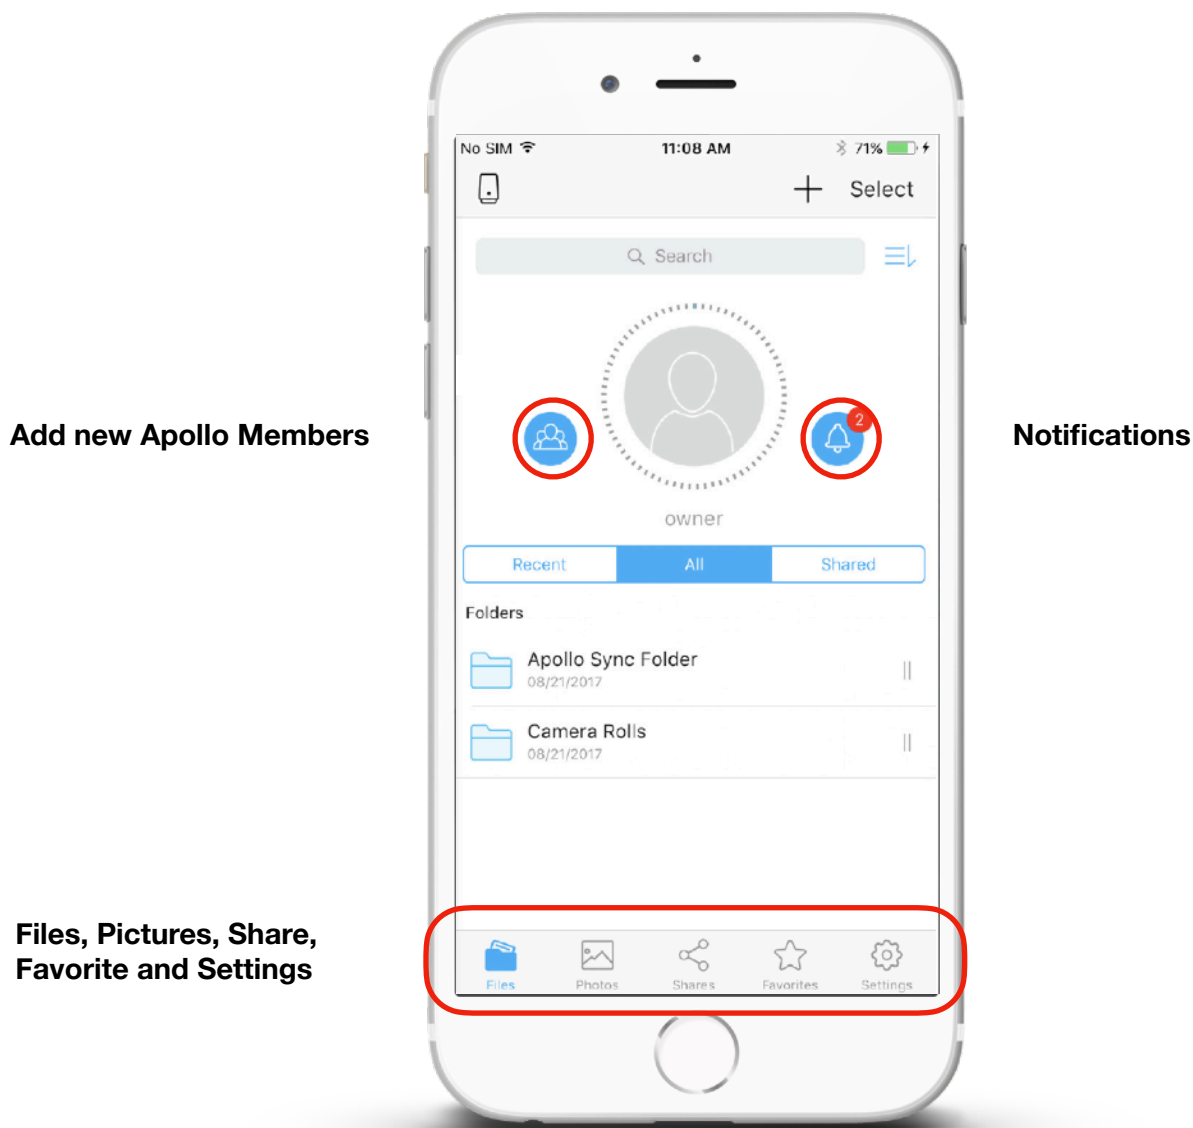 No SIM 11:08 AM 71%
Select
Search
2
Add new Apollo Members
Notifications
owner
Recent All Shared
Folders
Apollo Sync Folder
08/21/2017
Camera Rolls
08/21/2017
Files, Pictures, Share,
Favorite and Settings
Files Photos Shares Favorites Settings